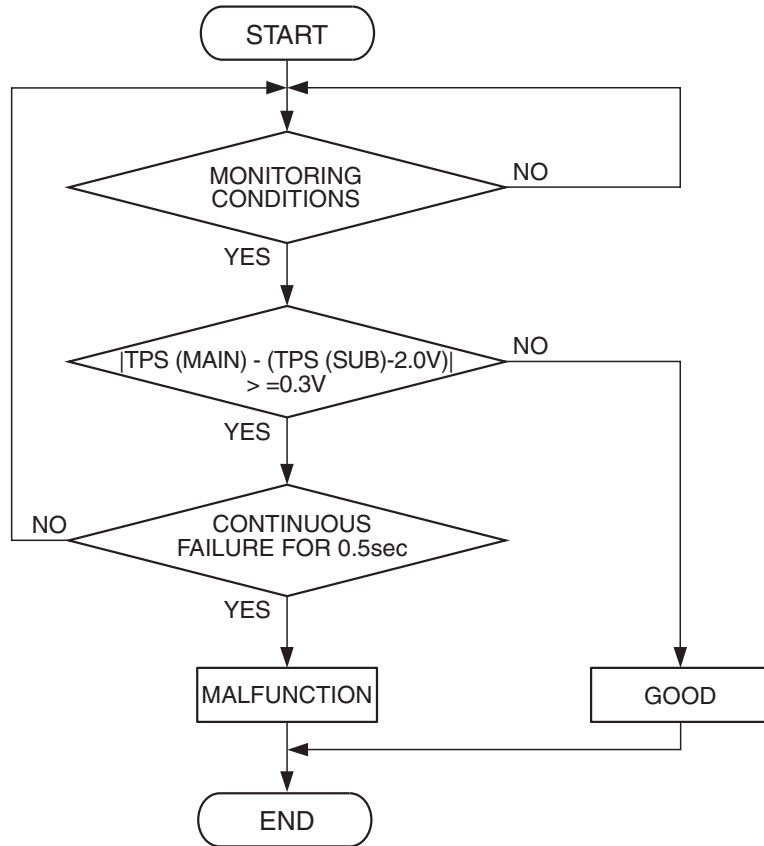 START
MONITORING
CONDITIONS
NO
YES
|TPS (MAIN) - (TPS (SUB)-2.0V)|
> =0.3V
NO
YES
CONTINUOUS
FAILURE FOR 0.5sec
NO
YES
MALFUNCTION
GOOD
END